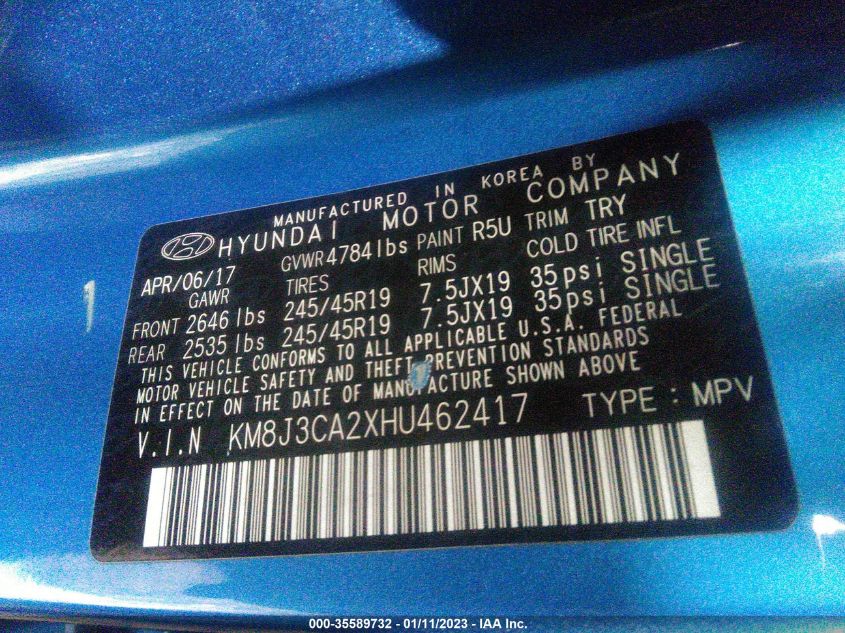 MANUFACTURED IN KOREA BY
HYUNDAI MOTOR COMPANY
APR/06/17 GVWR 4784 lbs PAINT R5U TRIM TRY
GAWR TIRES RIMS COLD TIRE INFL
FRONT 2646 lbs 245/45R19 7.5JX19 35psi SINGLE
REAR 2535 lbs 245/45R19 7.5JX19 35psi SINGLE
THIS VEHICLE CONFORMS TO ALL APPLICABLE U.S.A. FEDERAL
MOTOR VEHICLE SAFETY AND THEFT PREVENTION STANDARDS
IN EFFECT ON THE DATE OF MANUFACTURE SHOWN ABOVE
V.I.N KM8J3CA2XHU462417 TYPE : MPV
000-35589732 - 01/11/2023 - IAA Inc.